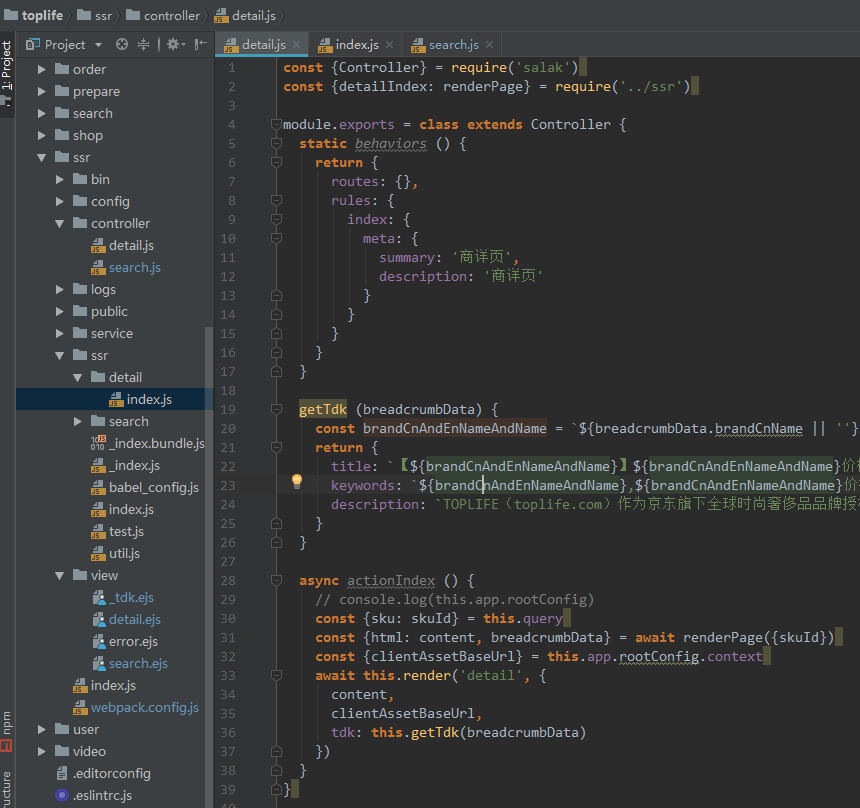 toplife ssr controller detail.js
Project
detail.js
index.js
search.js
1: Project
order
prepare
search
shop
ssr
bin
config
controller
detail.js
search.js
logs
public
service
ssr
detail
index.js
search
_index.bundle.js
_index.js
babel_config.js
index.js
test.js
util.js
view
_tdk.ejs
detail.ejs
error.ejs
search.ejs
index.js
webpack.config.js
user
video
.editorconfig
.eslintrc.js
npm
ructure
1 const {Controller} = require('salak')
2 const {detailIndex: renderPage} = require('../ssr')
3
4 module.exports = class extends Controller {
5 static behaviors () {
6 return {
7 routes: {},
8 rules: {
9 index: {
10 meta: {
11 summary: '商详页',
12 description: '商详页'
13 }
14 }
15 }
16 }
17 }
18
19 getTdk (breadcrumbData) {
20 const brandCnAndEnNameAndName = `${breadcrumbData.brandCnName || ''}
21 return {
22 title: `【${brandCnAndEnNameAndName}】${brandCnAndEnNameAndName}价
23 keywords: `${brandCnAndEnNameAndName},${brandCnAndEnNameAndName}价
24 description: `TOPLIFE（toplife.com）作为京东旗下全球时尚奢侈品品牌授
25 }
26 }
27
28 async actionIndex () {
29 // console.log(this.app.rootConfig)
30 const {sku: skuId} = this.query
31 const {html: content, breadcrumbData} = await renderPage({skuId})
32 const {clientAssetBaseUrl} = this.app.rootConfig.context
33 await this.render('detail', {
34 content,
35 clientAssetBaseUrl,
36 tdk: this.getTdk(breadcrumbData)
37 })
38 }
39 }